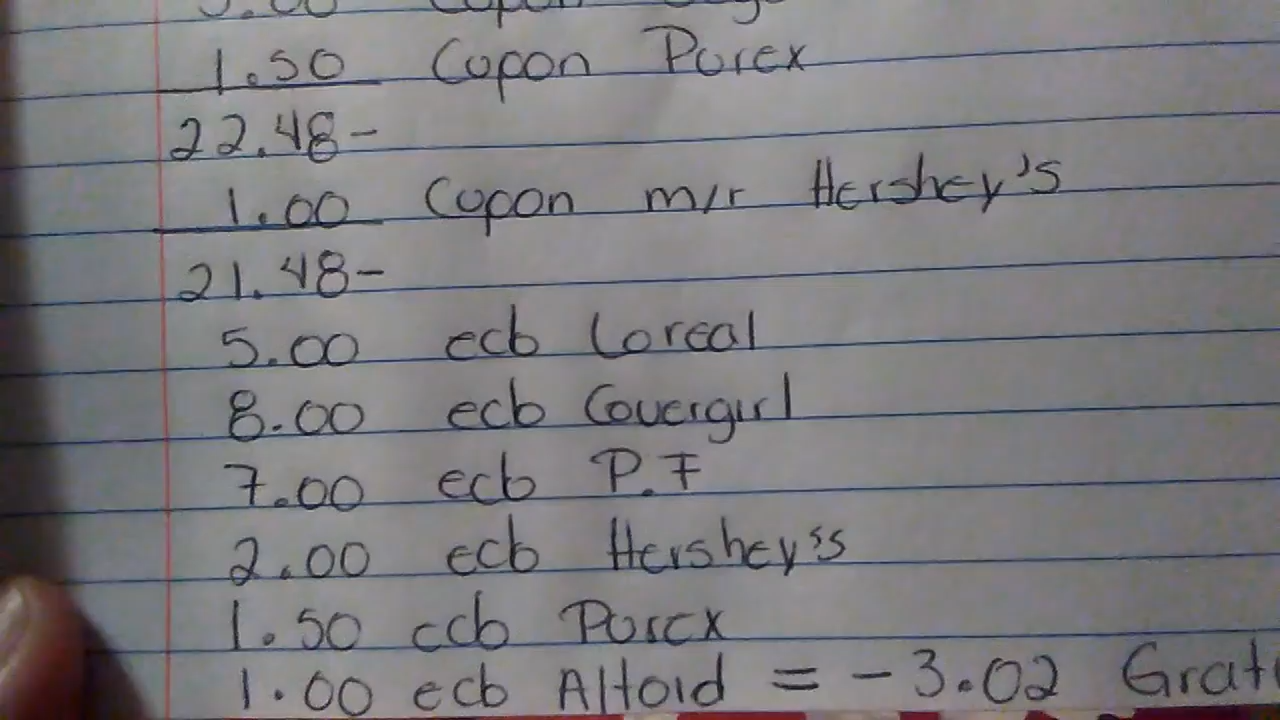 1.50 Cupon Purex
22.48-
1.00 Cupon m/r Hershey's
21.48-
5.00 ecb Loreal
8.00 ecb Covergirl
7.00 ecb P.F
2.00 ecb Hershey's
1.50 ecb Purex
1.00 ecb Altoid = -3.02